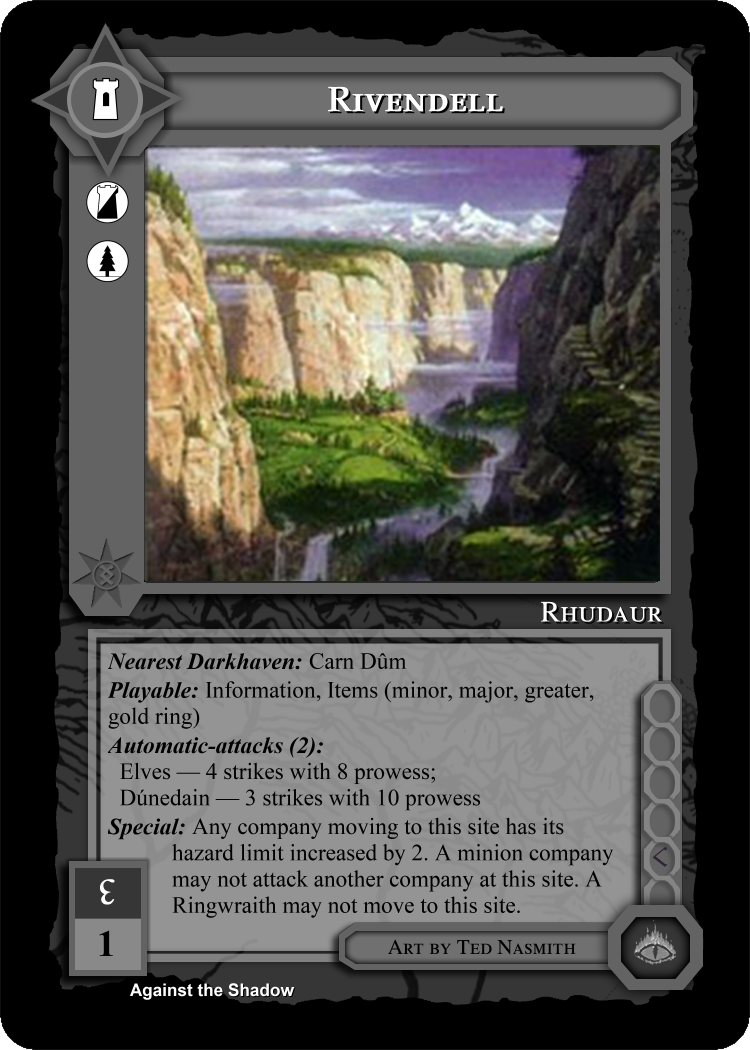 Rivendell
Rhudaur
Nearest Darkhaven: Carn Dûm
Playable: Information, Items (minor, major, greater,
gold ring)
Automatic-attacks (2):
Elves — 4 strikes with 8 prowess;
Dúnedain — 3 strikes with 10 prowess
Special: Any company moving to this site has its
hazard limit increased by 2. A minion company
may not attack another company at this site. A
Ringwraith may not move to this site.
1
Art by Ted Nasmith
Against the Shadow